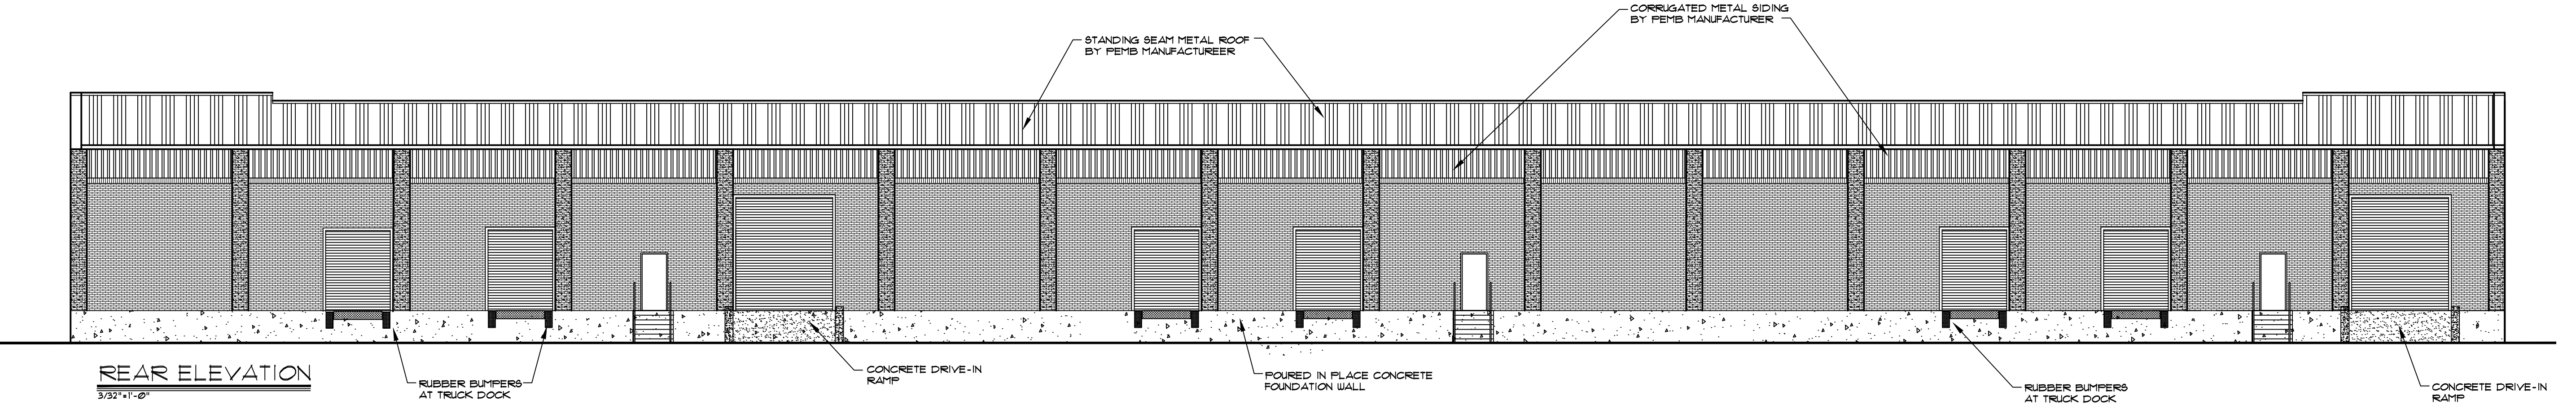 CORRUGATED METAL SIDING
BY PEMB MANUFACTURER
STANDING SEAM METAL ROOF
BY PEMB MANUFACTUREER
REAR ELEVATION
3/32"=1'-0"
RUBBER BUMPERS
AT TRUCK DOCK
CONCRETE DRIVE-IN
RAMP
POURED IN PLACE CONCRETE
FOUNDATION WALL
RUBBER BUMPERS
AT TRUCK DOCK
CONCRETE DRIVE-IN
RAMP